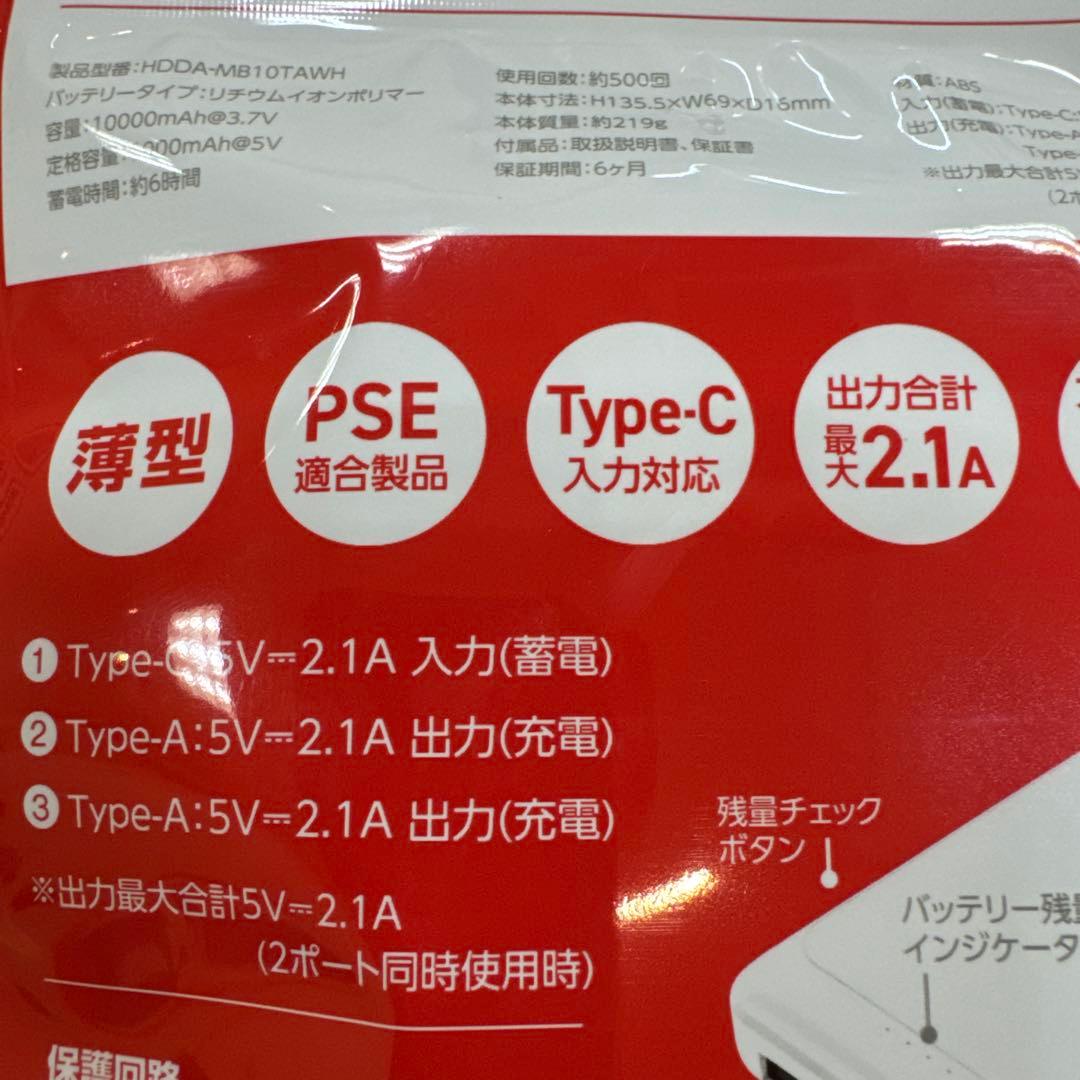 製品型番:HDDA-MB10TAWH
バッテリータイプ:リチウムイオンポリマー
容量:10000mAh@3.7V
定格容量: 000mAh@5V
蓄電時間:約6時間
使用回数:約500回
本体寸法:H135.5×W69×D16mm
本体質量:約219g
付属品:取扱説明書、保証書
保証期間:6ヶ月
材質:ABS
入力(蓄電):Type-C:
出力(充電):Type-A
Type-
※出力最大合計5
(2ポ
薄型
PSE
適合製品
Type-C
入力対応
出力合計
最大2.1A
① Type-C:5V⎓2.1A 入力(蓄電)
② Type-A:5V⎓2.1A 出力(充電)
③ Type-A:5V⎓2.1A 出力(充電)
※出力最大合計5V⎓2.1A
(2ポート同時使用時)
残量チェック
ボタン
バッテリー残量
インジケータ
保護回路